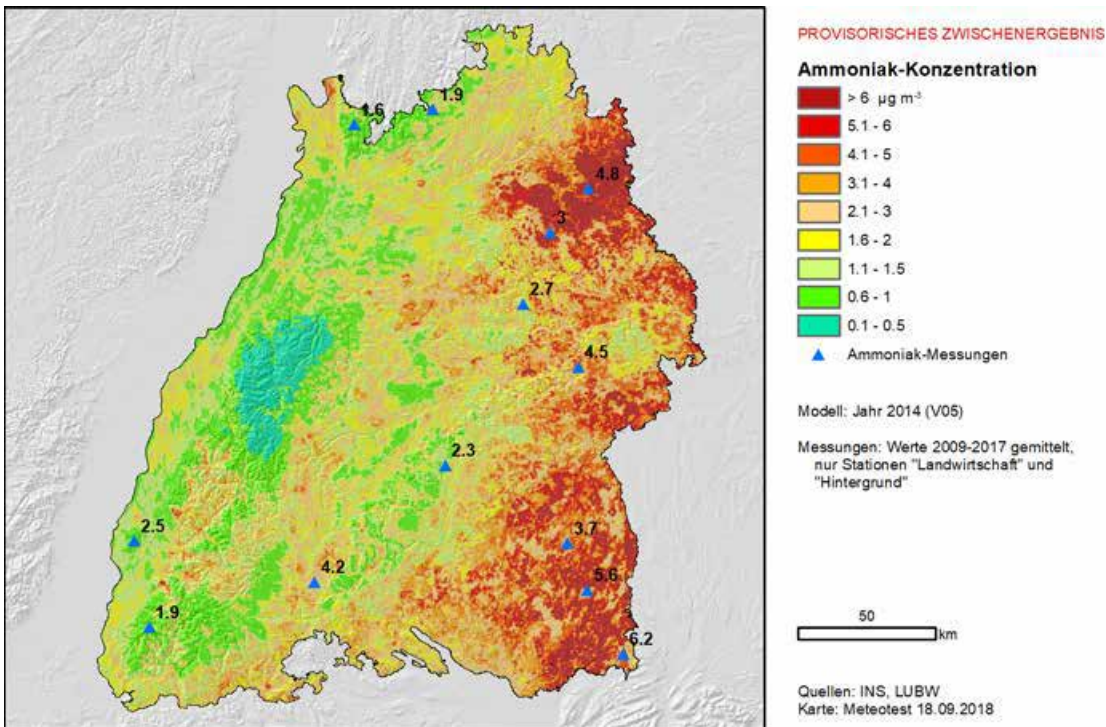 PROVISORISCHES ZWISCHENERGEBNIS
Ammoniak-Konzentration
> 6 µg m⁻³
5.1 - 6
4.1 - 5
3.1 - 4
2.1 - 3
1.6 - 2
1.1 - 1.5
0.6 - 1
0.1 - 0.5
Ammoniak-Messungen
Modell: Jahr 2014 (V05)
Messungen: Werte 2009-2017 gemittelt,
nur Stationen "Landwirtschaft" und
"Hintergrund"
50
km
Quellen: INS, LUBW
Karte: Meteotest 18.09.2018
1.9
1.6
4.8
3
2.7
4.5
2.3
2.5
3.7
4.2
5.6
1.9
6.2